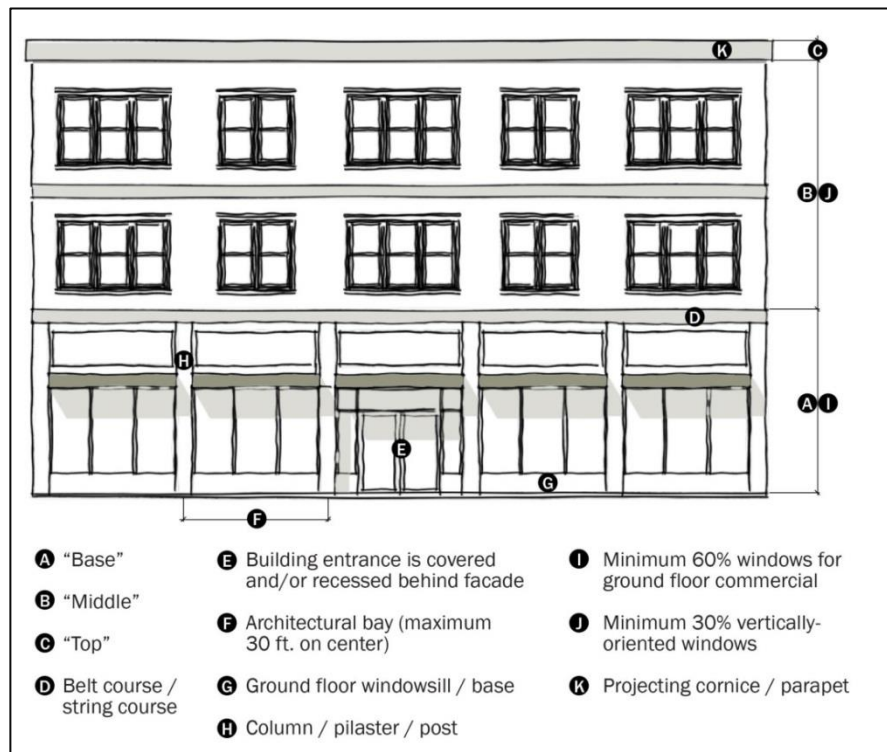 K
C
B J
D
H
A I
E
G
F
A "Base"
B "Middle"
C "Top"
D Belt course /
string course
E Building entrance is covered
and/or recessed behind facade
F Architectural bay (maximum
30 ft. on center)
G Ground floor windowsill / base
H Column / pilaster / post
I Minimum 60% windows for
ground floor commercial
J Minimum 30% vertically-
oriented windows
K Projecting cornice / parapet